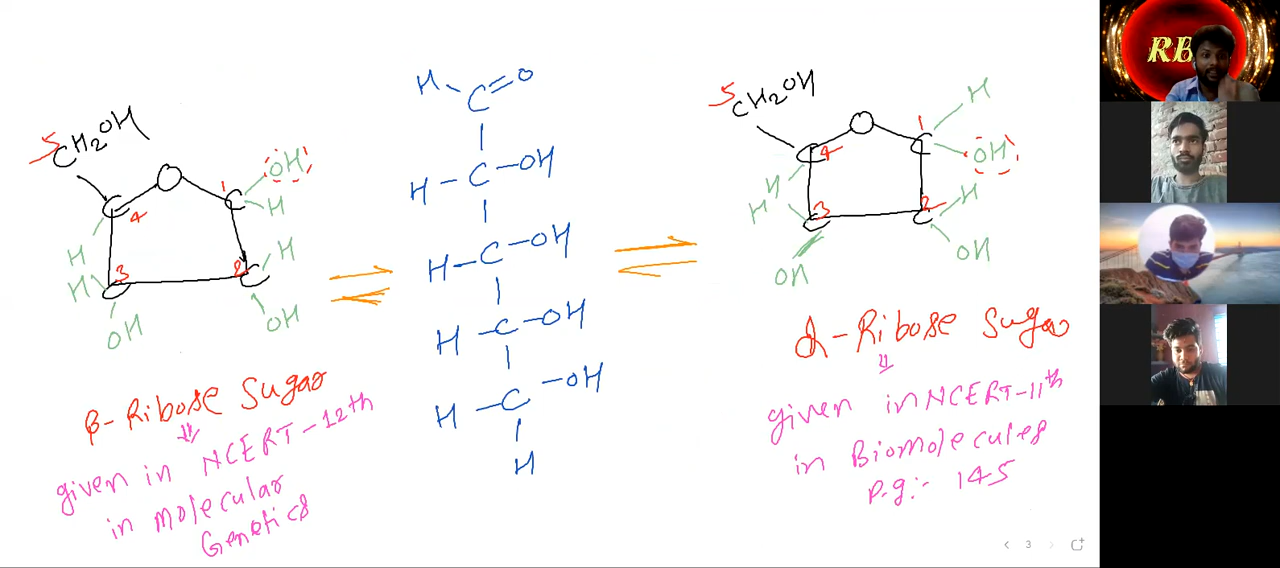 5
CH2OH
O
C
4
1
C
OH
H
H
H
3
C
OH
2
C
H
OH
β-Ribose Sugar
⇓
given in NCERT-12th
in molecular
Genetics
H
C=O
H-C-OH
H-C-OH
H-C-OH
H-C-OH
H
5
CH2OH
O
C
4
1
C
H
OH
H
H
3
C
OH
2
C
H
OH
α-Ribose Sugar
⇓
given in NCERT-11th
in Biomolecules
p.g:- 145
3
RB